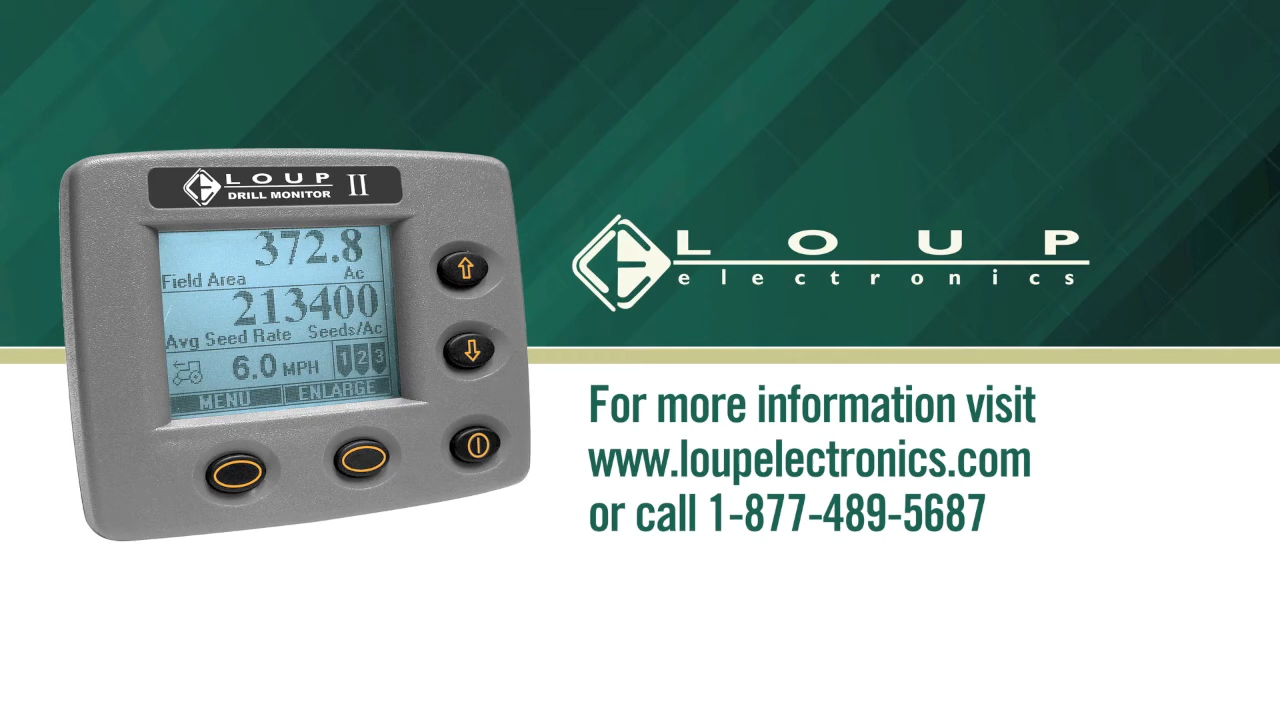 LOUP
DRILL MONITOR II
372.8
Field Area Ac
213400
Avg Seed Rate Seeds/Ac
6.0 MPH 1 2 3
MENU ENLARGE
LOUP
electronics
For more information visit
www.loupelectronics.com
or call 1-877-489-5687